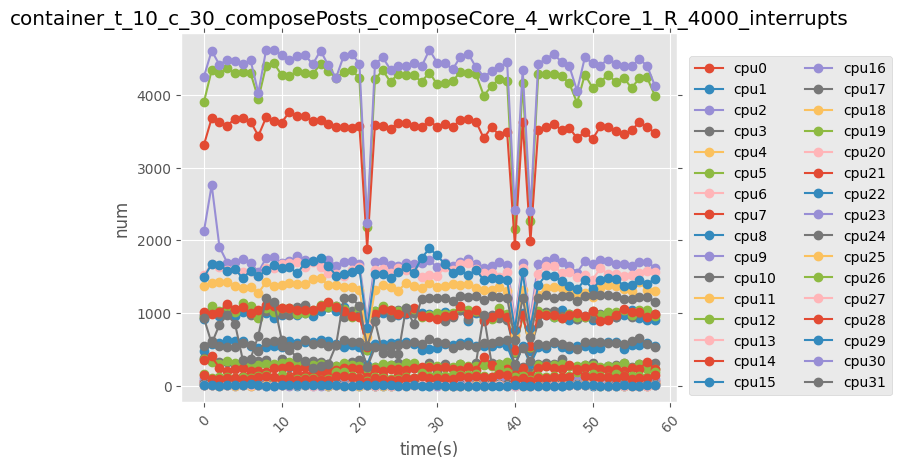 container_t_10_c_30_composePosts_composeCore_4_wrkCore_1_R_4000_interrupts
4000
3000
2000
1000
0
num
0
10
20
30
40
50
60
time(s)
cpu0
cpu1
cpu2
cpu3
cpu4
cpu5
cpu6
cpu7
cpu8
cpu9
cpu10
cpu11
cpu12
cpu13
cpu14
cpu15
cpu16
cpu17
cpu18
cpu19
cpu20
cpu21
cpu22
cpu23
cpu24
cpu25
cpu26
cpu27
cpu28
cpu29
cpu30
cpu31